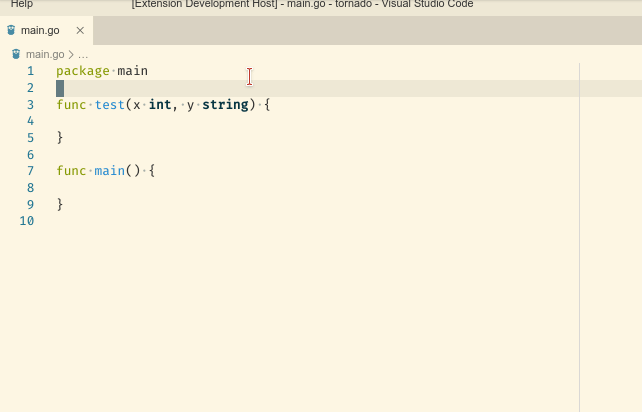 Help [Extension Development Host] - main.go - tornado - Visual Studio Code
main.go ×
main.go > ...
1 package·main
2
3 func·test(x·int,·y·string)·{
4
5 }
6
7 func·main()·{
8
9 }
10